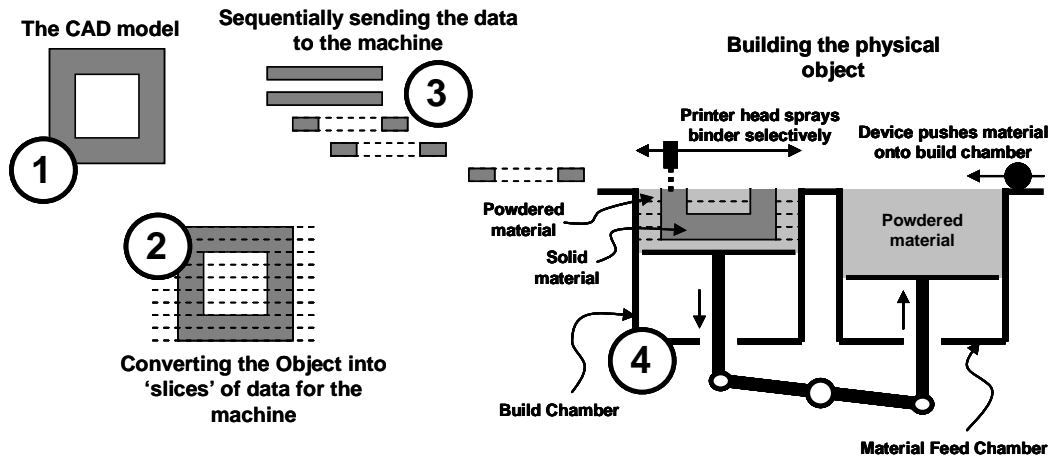 The CAD model
1
2
Converting the Object into
‘slices’ of data for the
machine
Sequentially sending the data
to the machine
3
Building the physical
object
Printer head sprays
binder selectively
Device pushes material
onto build chamber
Powdered
material
Solid
material
Powdered
material
4
Build Chamber
Material Feed Chamber